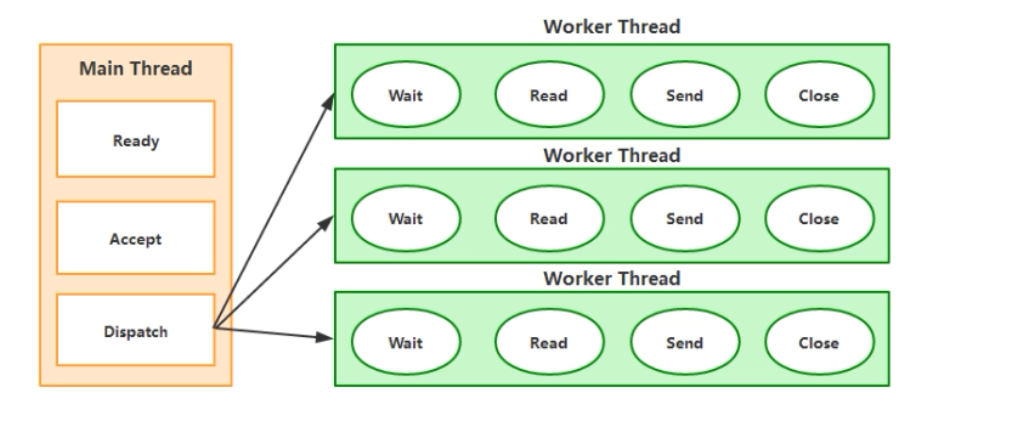 Main Thread
Ready
Accept
Dispatch
Worker Thread
Wait Read Send Close
Worker Thread
Wait Read Send Close
Worker Thread
Wait Read Send Close